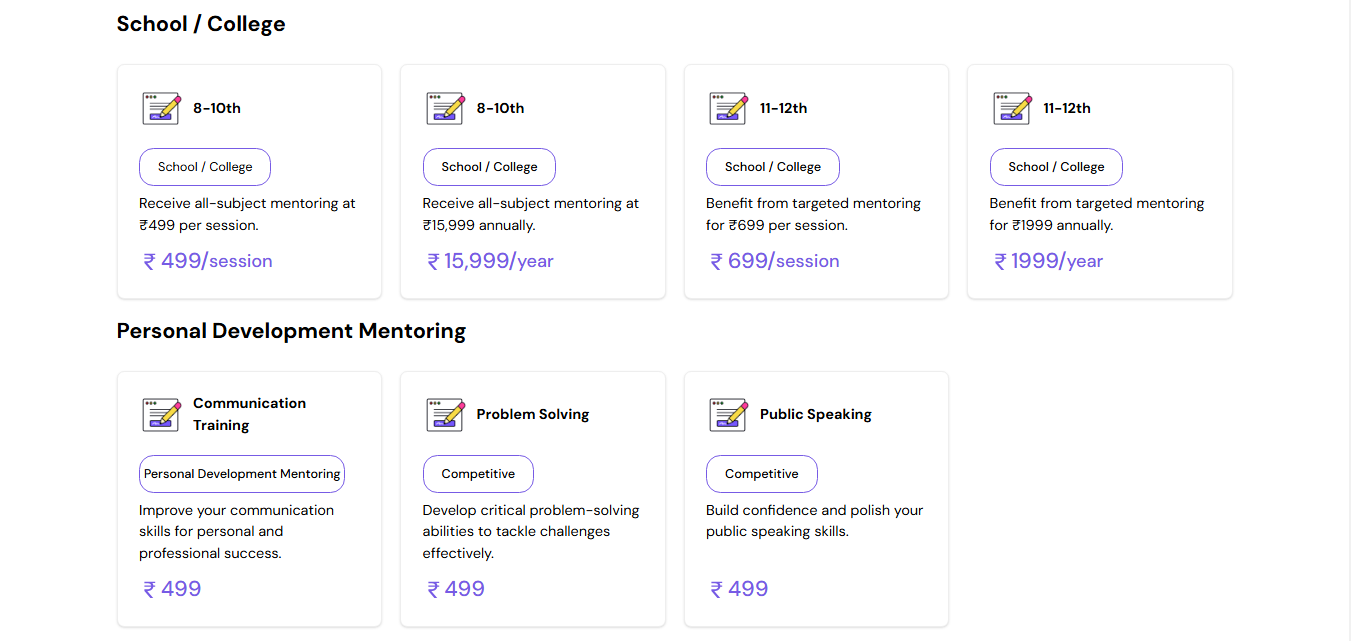 School / College
8-10th
School / College
Receive all-subject mentoring at
₹499 per session.
₹ 499/session
8-10th
School / College
Receive all-subject mentoring at
₹15,999 annually.
₹ 15,999/year
11-12th
School / College
Benefit from targeted mentoring
for ₹699 per session.
₹ 699/session
11-12th
School / College
Benefit from targeted mentoring
for ₹1999 annually.
₹ 1999/year
Personal Development Mentoring
Communication
Training
Personal Development Mentoring
Improve your communication
skills for personal and
professional success.
₹ 499
Problem Solving
Competitive
Develop critical problem-solving
abilities to tackle challenges
effectively.
₹ 499
Public Speaking
Competitive
Build confidence and polish your
public speaking skills.
₹ 499